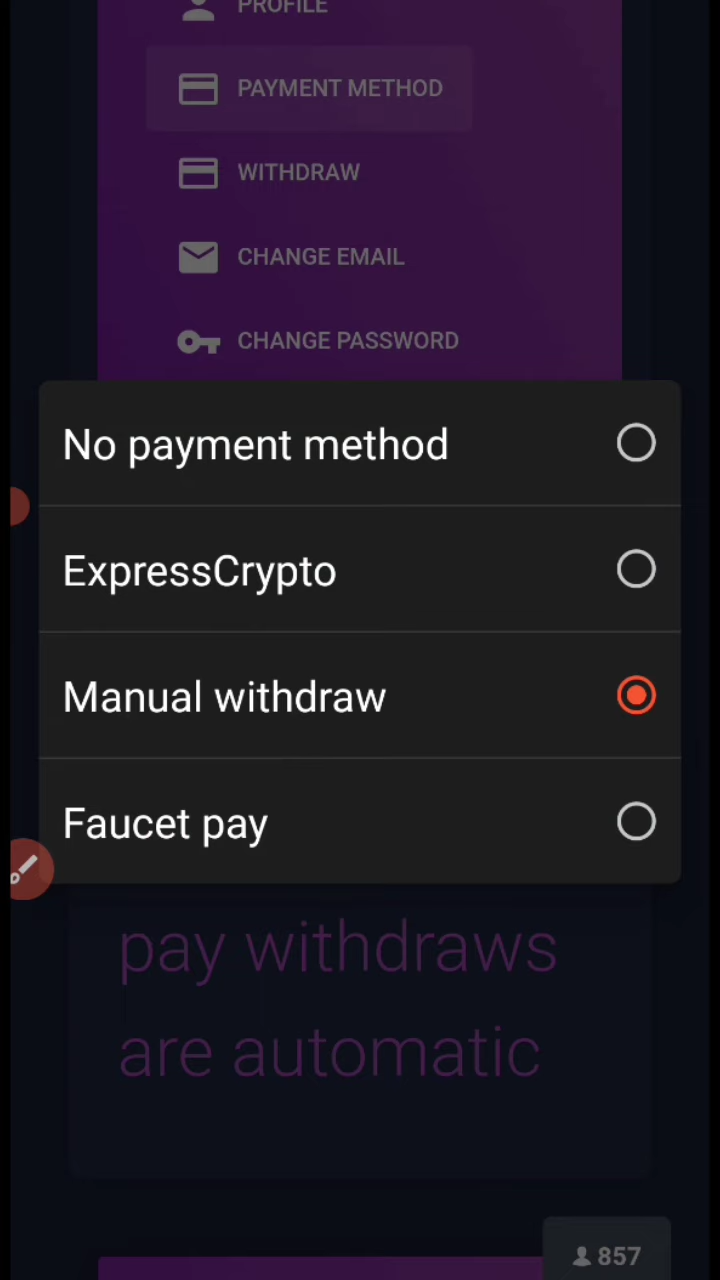 PROFILE
PAYMENT METHOD
WITHDRAW
CHANGE EMAIL
CHANGE PASSWORD
No payment method
ExpressCrypto
Manual withdraw
Faucet pay
pay withdraws
are automatic
857